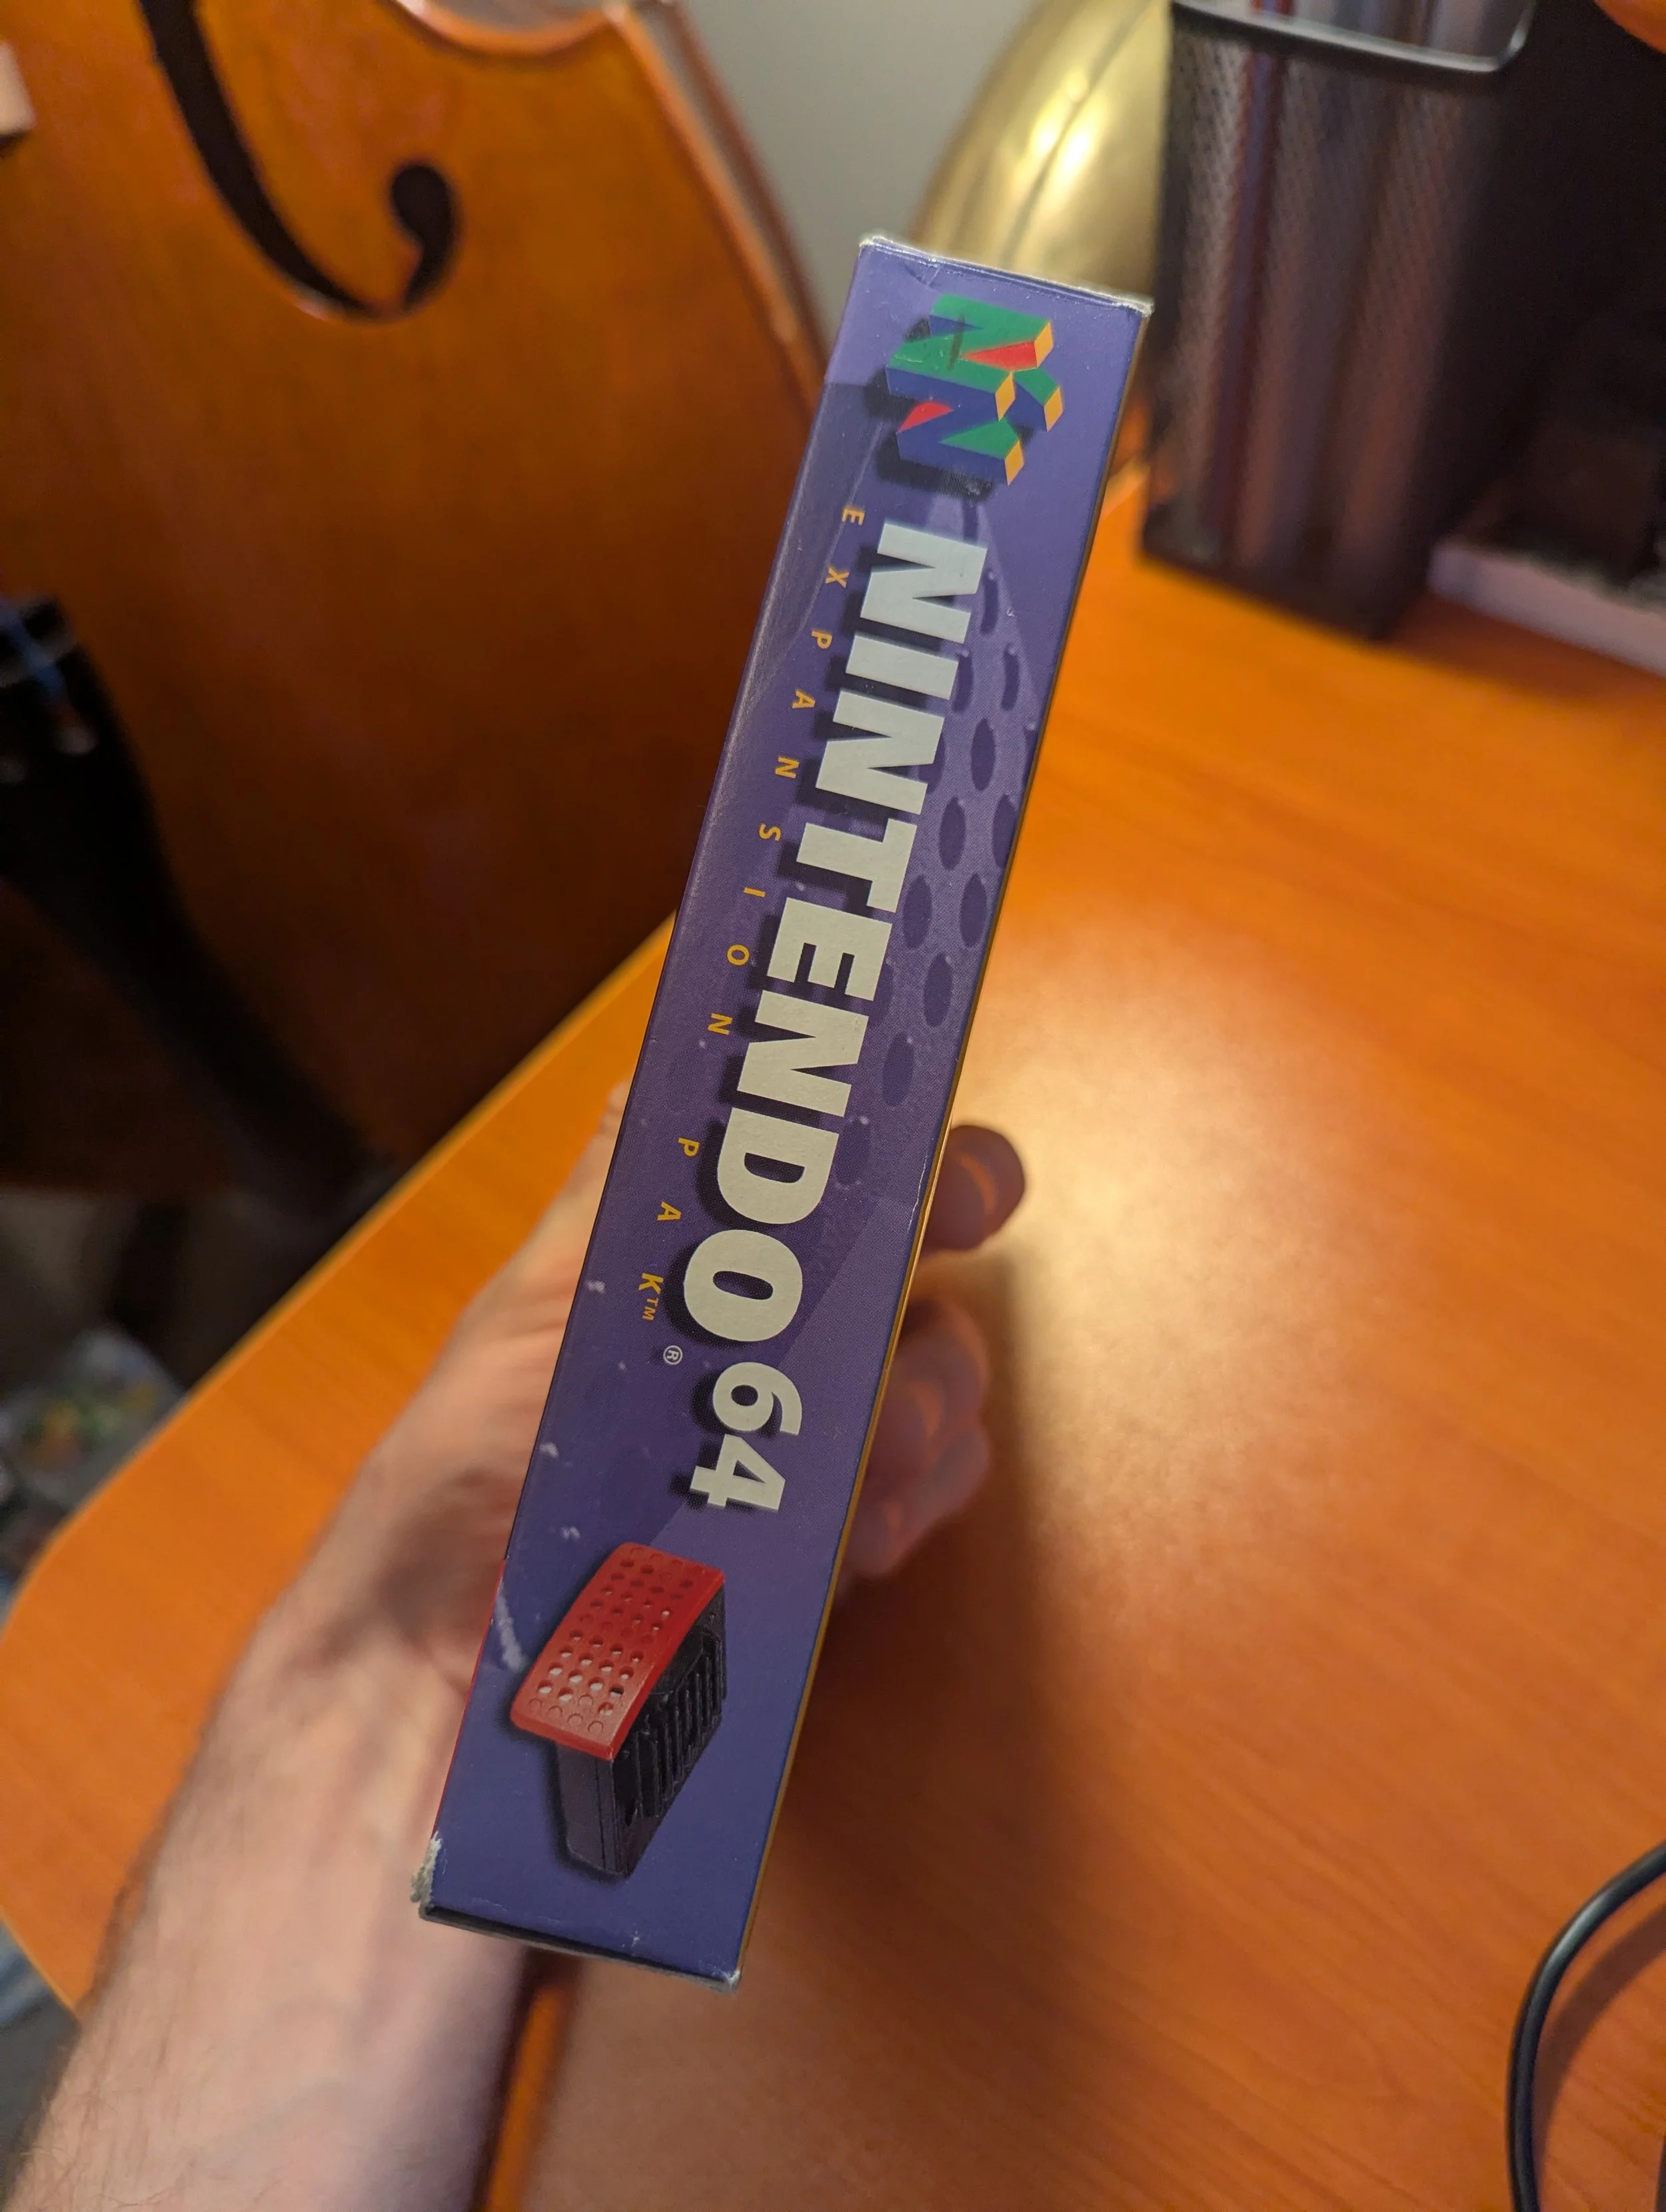 NINTENDO 64®
EXPANSION PAK™